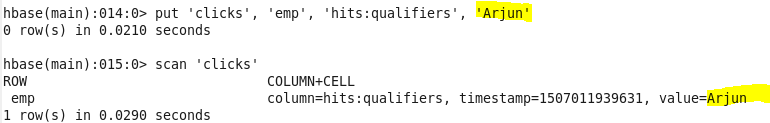 hbase(main):014:0> put 'clicks', 'emp', 'hits:qualifiers', 'Arjun'
0 row(s) in 0.0210 seconds
hbase(main):015:0> scan 'clicks'
ROW COLUMN+CELL
emp column=hits:qualifiers, timestamp=1507011939631, value=Arjun
1 row(s) in 0.0290 seconds